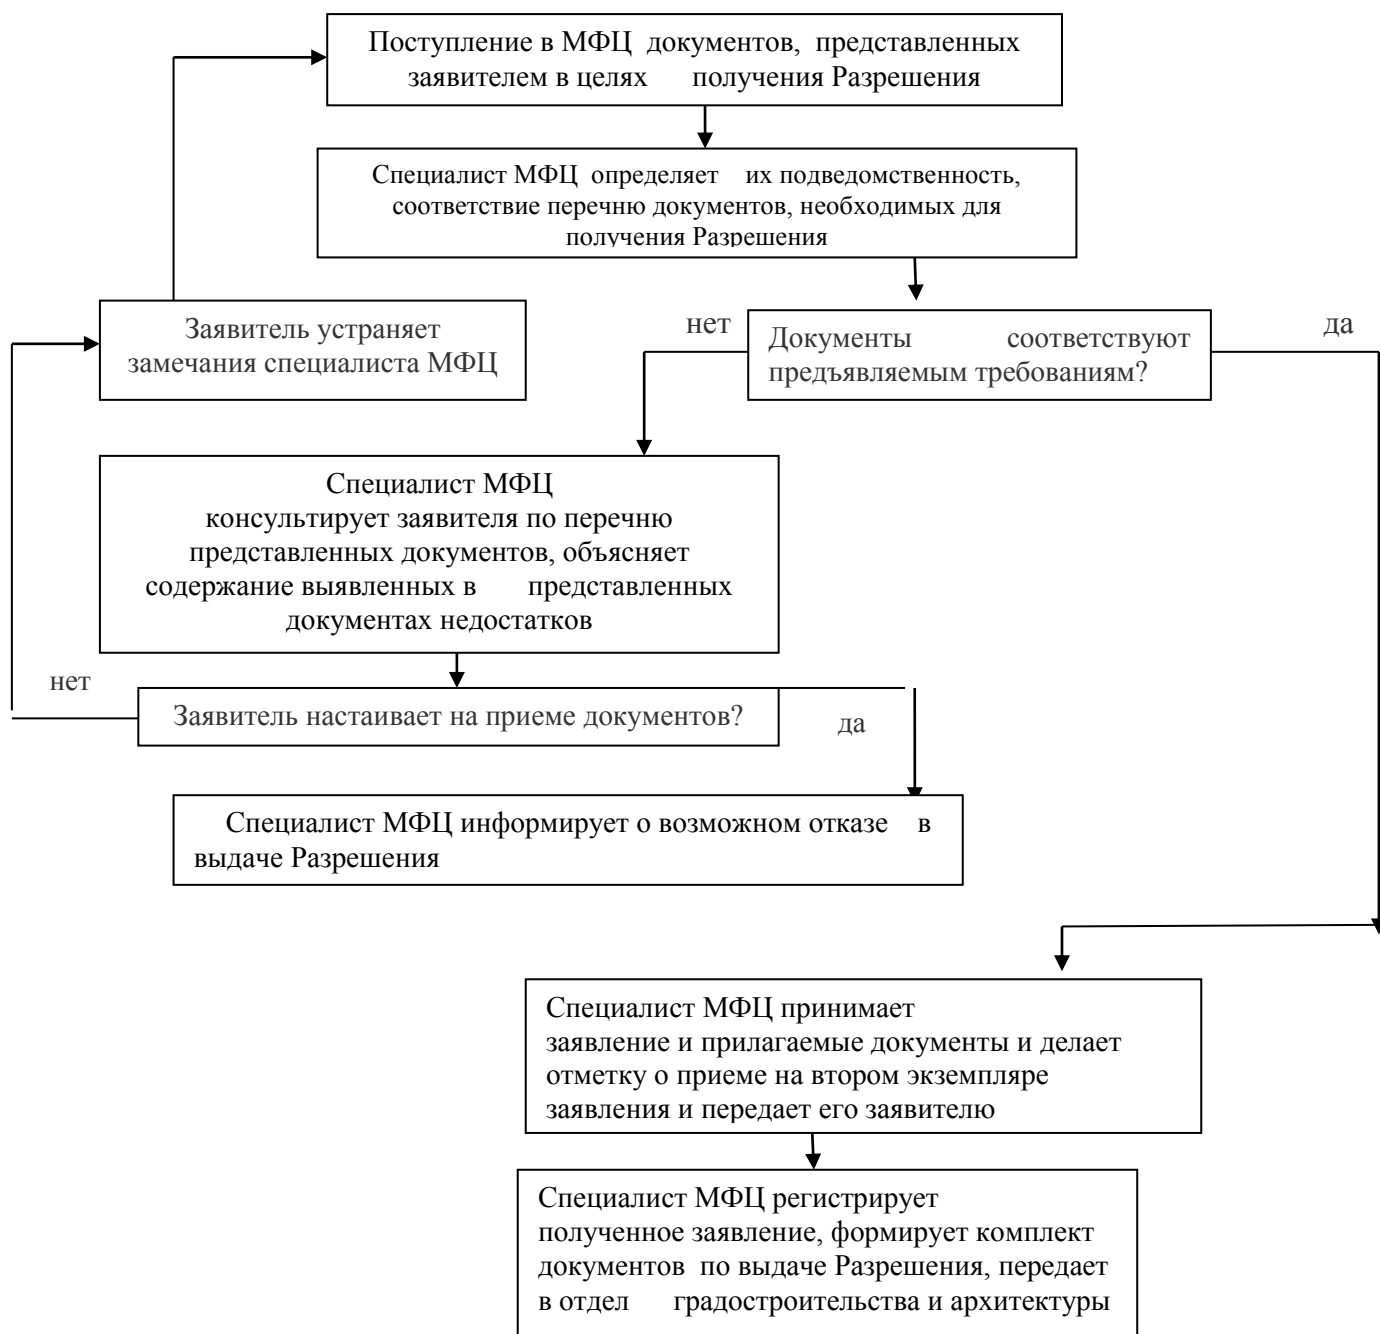 Поступление в МФЦ документов, представленных
заявителем в целях получения Разрешения
Специалист МФЦ определяет их подведомственность,
соответствие перечню документов, необходимых для
получения Разрешения
Заявитель устраняет
замечания специалиста МФЦ
нет
Документы соответствуют
предъявляемым требованиям?
да
Специалист МФЦ
консультирует заявителя по перечню
представленных документов, объясняет
содержание выявленных в представленных
документах недостатков
нет
Заявитель настаивает на приеме документов?
да
Специалист МФЦ информирует о возможном отказе в
выдаче Разрешения
Специалист МФЦ принимает
заявление и прилагаемые документы и делает
отметку о приеме на втором экземпляре
заявления и передает его заявителю
Специалист МФЦ регистрирует
полученное заявление, формирует комплект
документов по выдаче Разрешения, передает
в отдел градостроительства и архитектуры